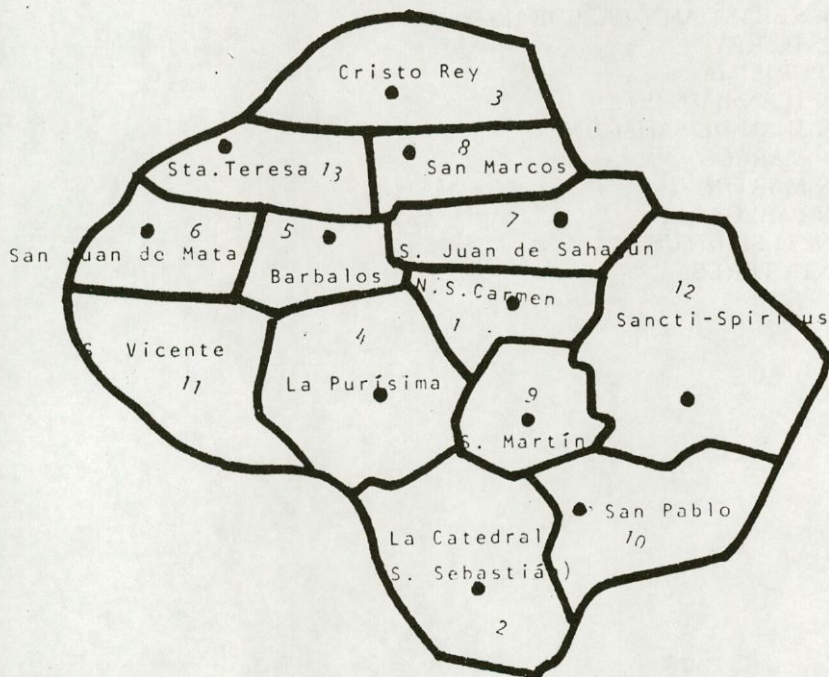 Cristo Rey
3
8
Sta. Teresa 13
San Marcos
7
6
5
San Juan de Mata
S. Juan de Sahagún
Barbalos
N.S.Carmen
12
1
Sancti-Spiritus
4
S Vicente
11
La Purísima
9
S. Martín
San Pablo
10
La Catedral
S. Sebastián)
2